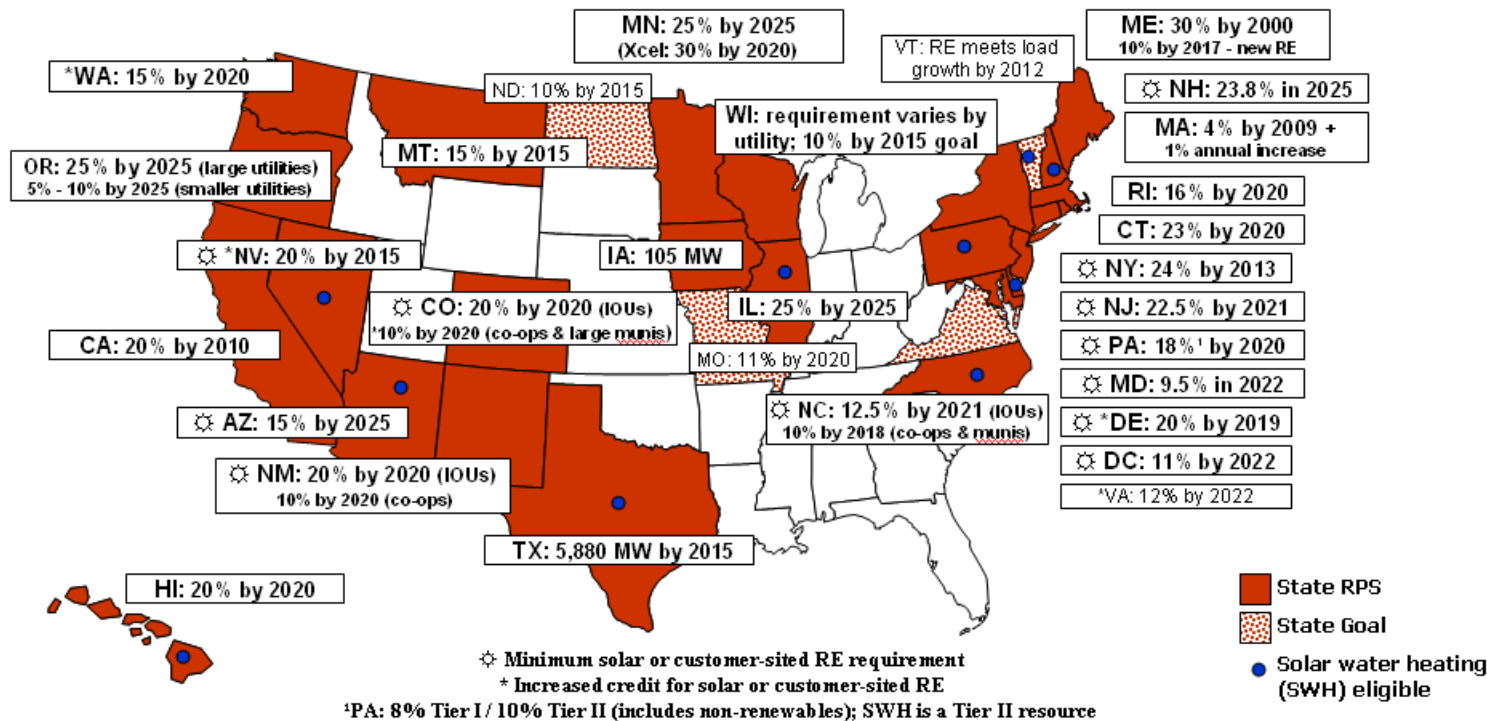 MN: 25% by 2025
(Xcel: 30% by 2020)
VT: RE meets load
growth by 2012
ME: 30% by 2000
10% by 2017 - new RE
*WA: 15% by 2020
ND: 10% by 2015
☼ NH: 23.8% in 2025
WI: requirement varies by
utility; 10% by 2015 goal
MA: 4% by 2009 +
1% annual increase
MT: 15% by 2015
OR: 25% by 2025 (large utilities)
5% - 10% by 2025 (smaller utilities)
RI: 16% by 2020
CT: 23% by 2020
☼ *NV: 20% by 2015
IA: 105 MW
☼ NY: 24% by 2013
☼ CO: 20% by 2020 (IOUs)
*10% by 2020 (co-ops & large munis)
IL: 25% by 2025
☼ NJ: 22.5% by 2021
CA: 20% by 2010
MO: 11% by 2020
☼ PA: 18%¹ by 2020
☼ MD: 9.5% in 2022
☼ AZ: 15% by 2025
☼ NC: 12.5% by 2021 (IOUs)
10% by 2018 (co-ops & munis)
☼ *DE: 20% by 2019
☼ NM: 20% by 2020 (IOUs)
10% by 2020 (co-ops)
☼ DC: 11% by 2022
*VA: 12% by 2022
TX: 5,880 MW by 2015
HI: 20% by 2020
State RPS
State Goal
Solar water heating
(SWH) eligible
☼ Minimum solar or customer-sited RE requirement
* Increased credit for solar or customer-sited RE
¹PA: 8% Tier I / 10% Tier II (includes non-renewables); SWH is a Tier II resource